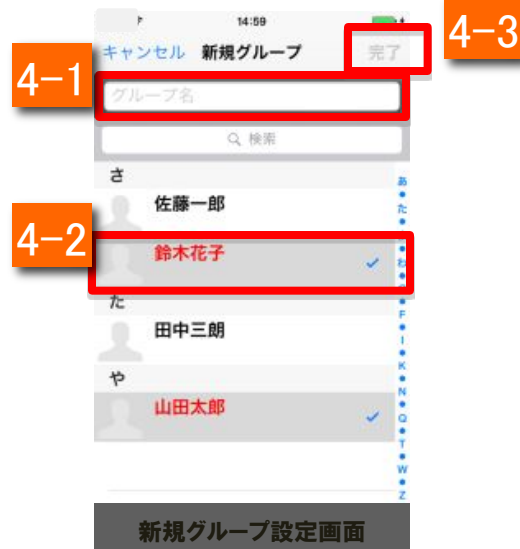 14:59
4-3
キャンセル 新規グループ 完了
4-1
グループ名
検索
さ
佐藤一郎
4-2
鈴木花子
た
田中三朗
や
山田太郎
あ
た
わ
F
I
K
N
Q
T
W
Z
新規グループ設定画面